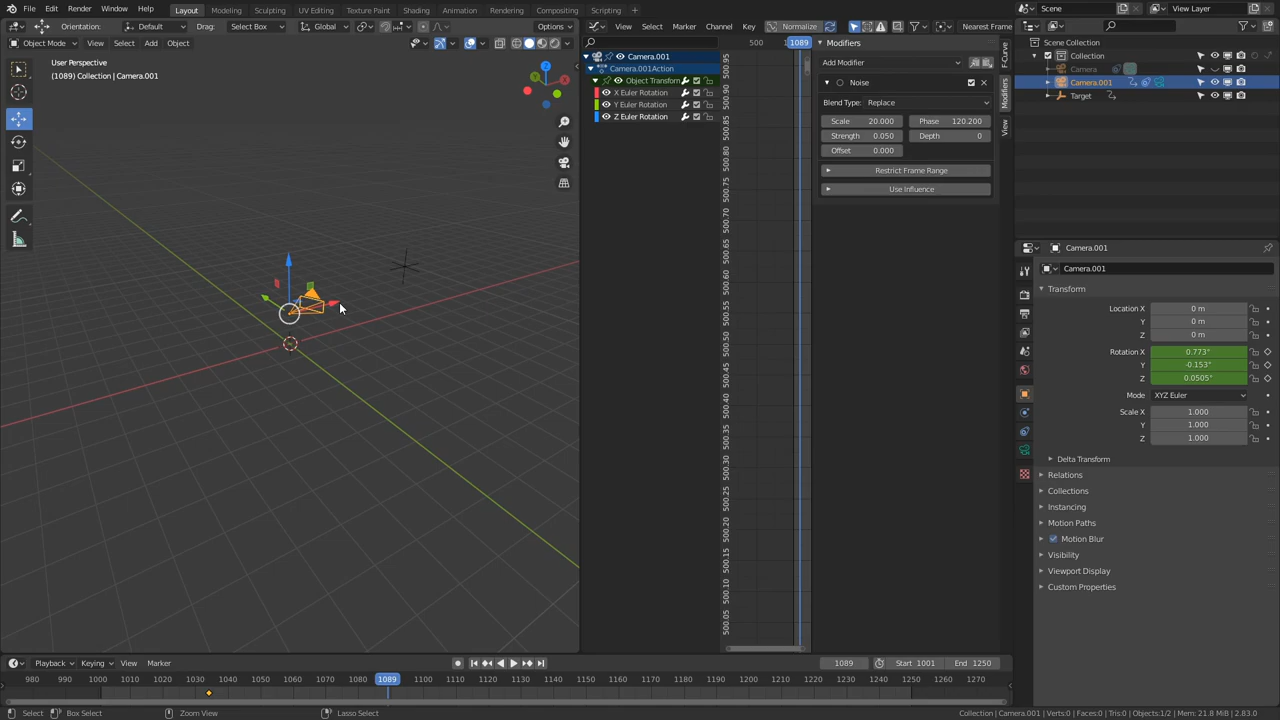 File Edit Render Window Help Layout Modeling Sculpting UV Editing Texture Paint Shading Animation Rendering Compositing Scripting Scene View Layer
Orientation: Default Drag: Select Box Global Options
View Select Marker Channel Key Normalize Nearest Frame
Object Mode View Select Add Object
User Perspective
(1089) Collection | Camera.001
Z
Camera.001
Camera.001Action
Object Transform
X Euler Rotation
Y Euler Rotation
Z Euler Rotation
500 1089
500.95
500.90
500.85
500.80
500.75
500.70
500.65
500.60
500.55
500.50
500.45
500.40
500.35
500.30
500.25
500.20
500.15
500.10
500.05
Modifiers
Add Modifier
Noise
Blend Type: Replace
Scale 20.000 Phase 120.200
Strength 0.050 Depth 0
Offset 0.000
Restrict Frame Range
Use Influence
F-Curve
Modifiers
View
Scene Collection
Collection
Camera
Camera.001
Target
Camera.001
Camera.001
Transform
Location X 0 m
Y 0 m
Z 0 m
Rotation X 0.773°
Y -0.153°
Z 0.0505°
Mode XYZ Euler
Scale X 1.000
Y 1.000
Z 1.000
Delta Transform
Relations
Collections
Instancing
Motion Paths
Motion Blur
Visibility
Viewport Display
Custom Properties
Playback Keying View Marker 1089 Start 1001 End 1250
980 990 1000 1010 1020 1030 1040 1050 1060 1070 1080 1089 1100 1110 1120 1130 1140 1150 1160 1170 1180 1190 1200 1210 1220 1230 1240 1250 1260 1270
Select Box Select Zoom View Lasso Select Collection | Camera.001 | Verts:0 | Faces:0 | Tris:0 | Objects:1/2 | Mem: 21.8 MiB | 2.83.0